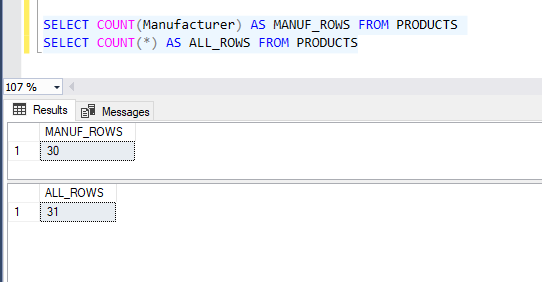 SELECT COUNT(Manufacturer) AS MANUF_ROWS FROM PRODUCTS
SELECT COUNT(*) AS ALL_ROWS FROM PRODUCTS
107 %
Results Messages
MANUF_ROWS
1 30
ALL_ROWS
1 31